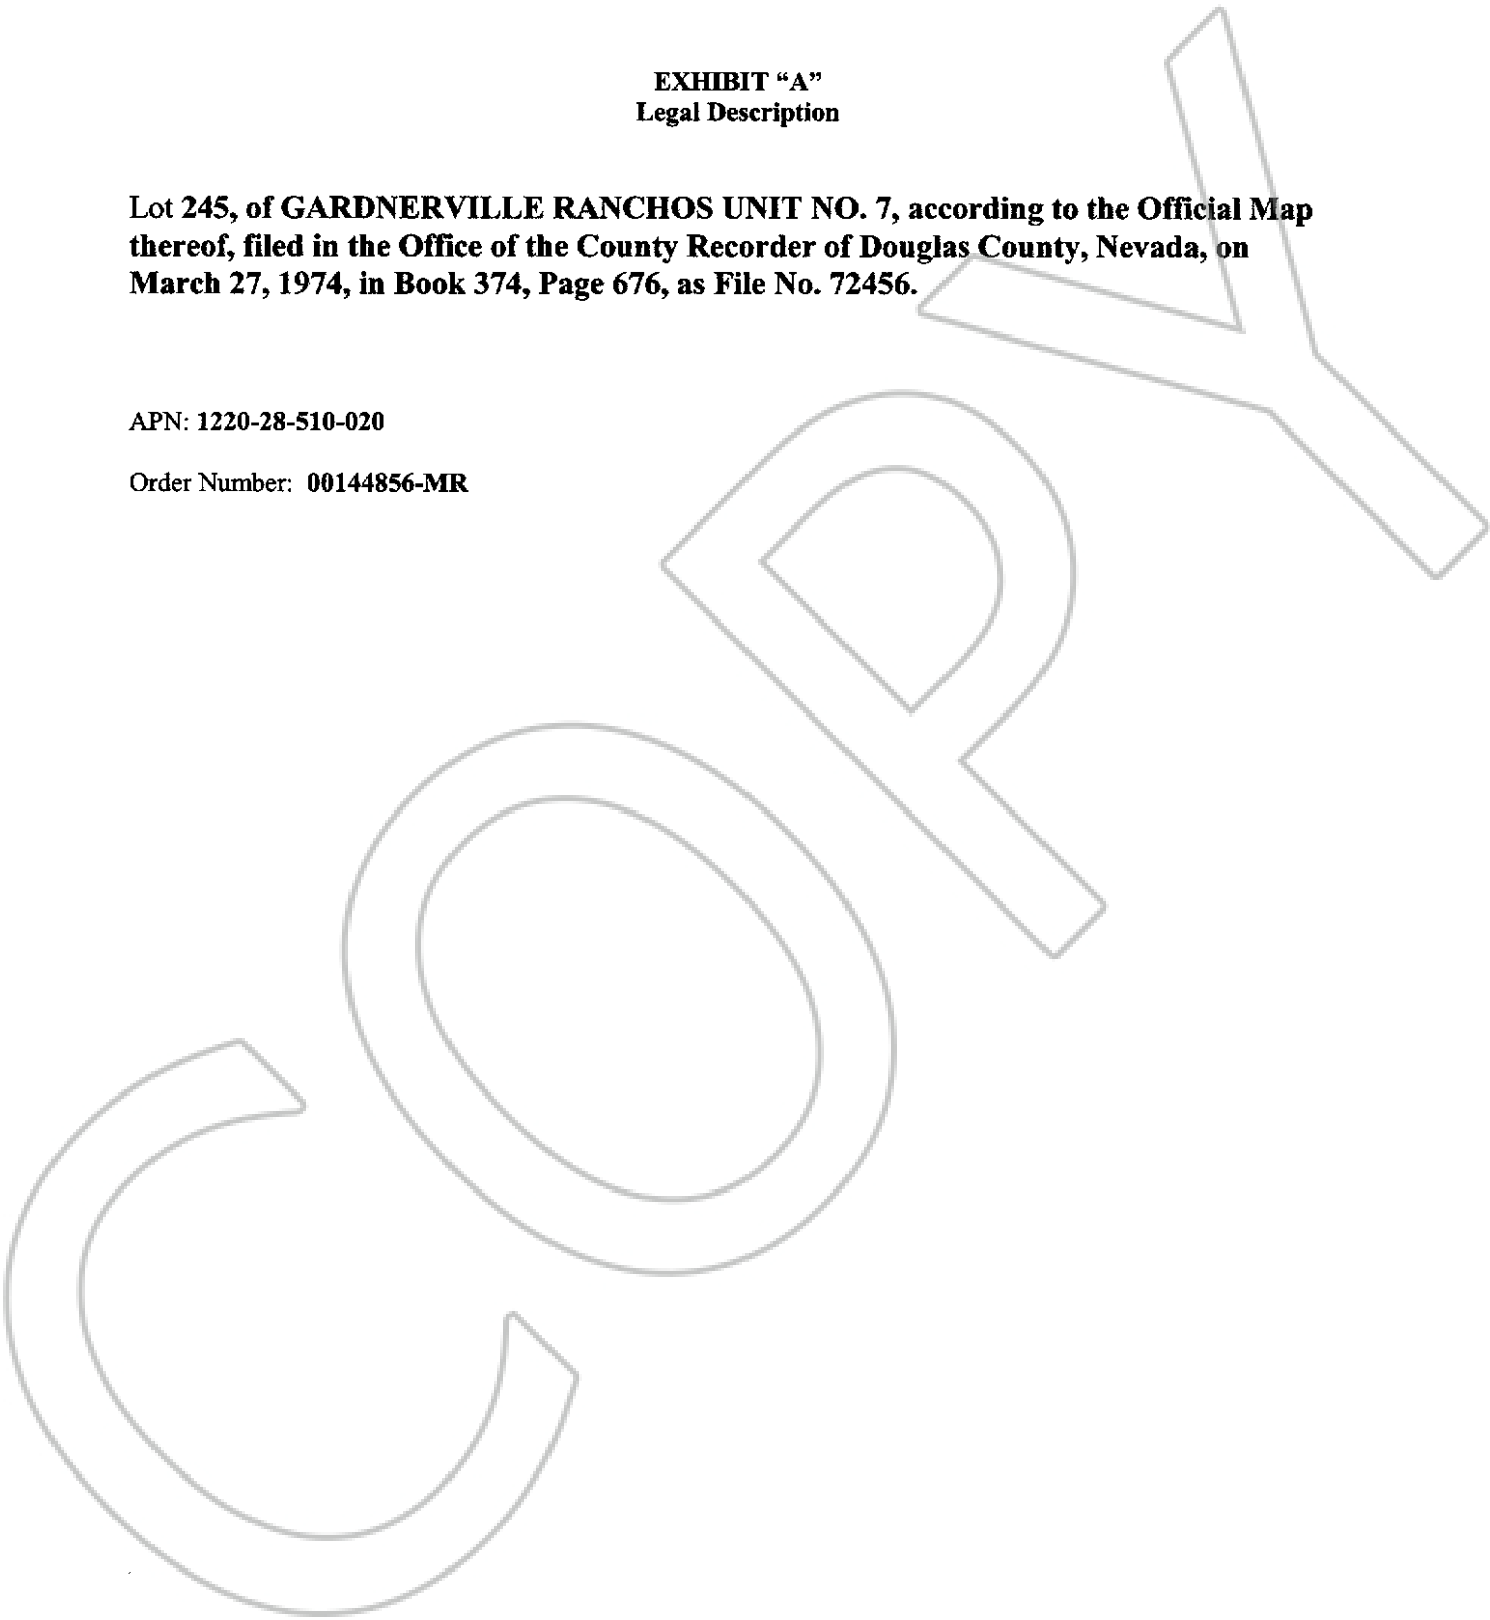 EXHIBIT “A”
Legal Description
Lot 245, of GARDNERVILLE RANCHOS UNIT NO. 7, according to the Official Map
thereof, filed in the Office of the County Recorder of Douglas County, Nevada, on
March 27, 1974, in Book 374, Page 676, as File No. 72456.
APN: 1220-28-510-020
Order Number: 00144856-MR
COPY